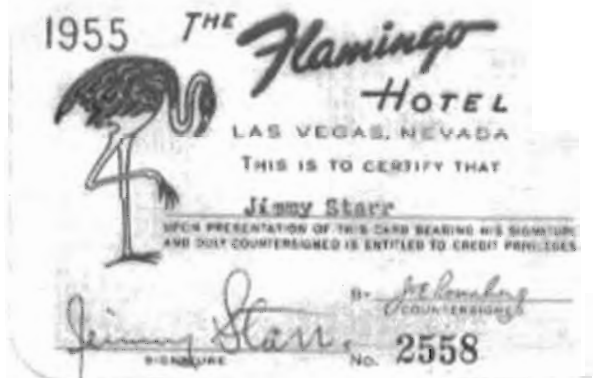 1955
THE Flamingo
HOTEL
LAS VEGAS, NEVADA
THIS IS TO CERTIFY THAT
Jimmy Starr
UPON PRESENTATION OF THIS CARD BEARING HIS SIGNATURE
AND DULY COUNTERSIGNED IS ENTITLED TO CREDIT PRIVILEGES
By
COUNTERSIGNED
Jimmy Starr.
SIGNATURE
No. 2558